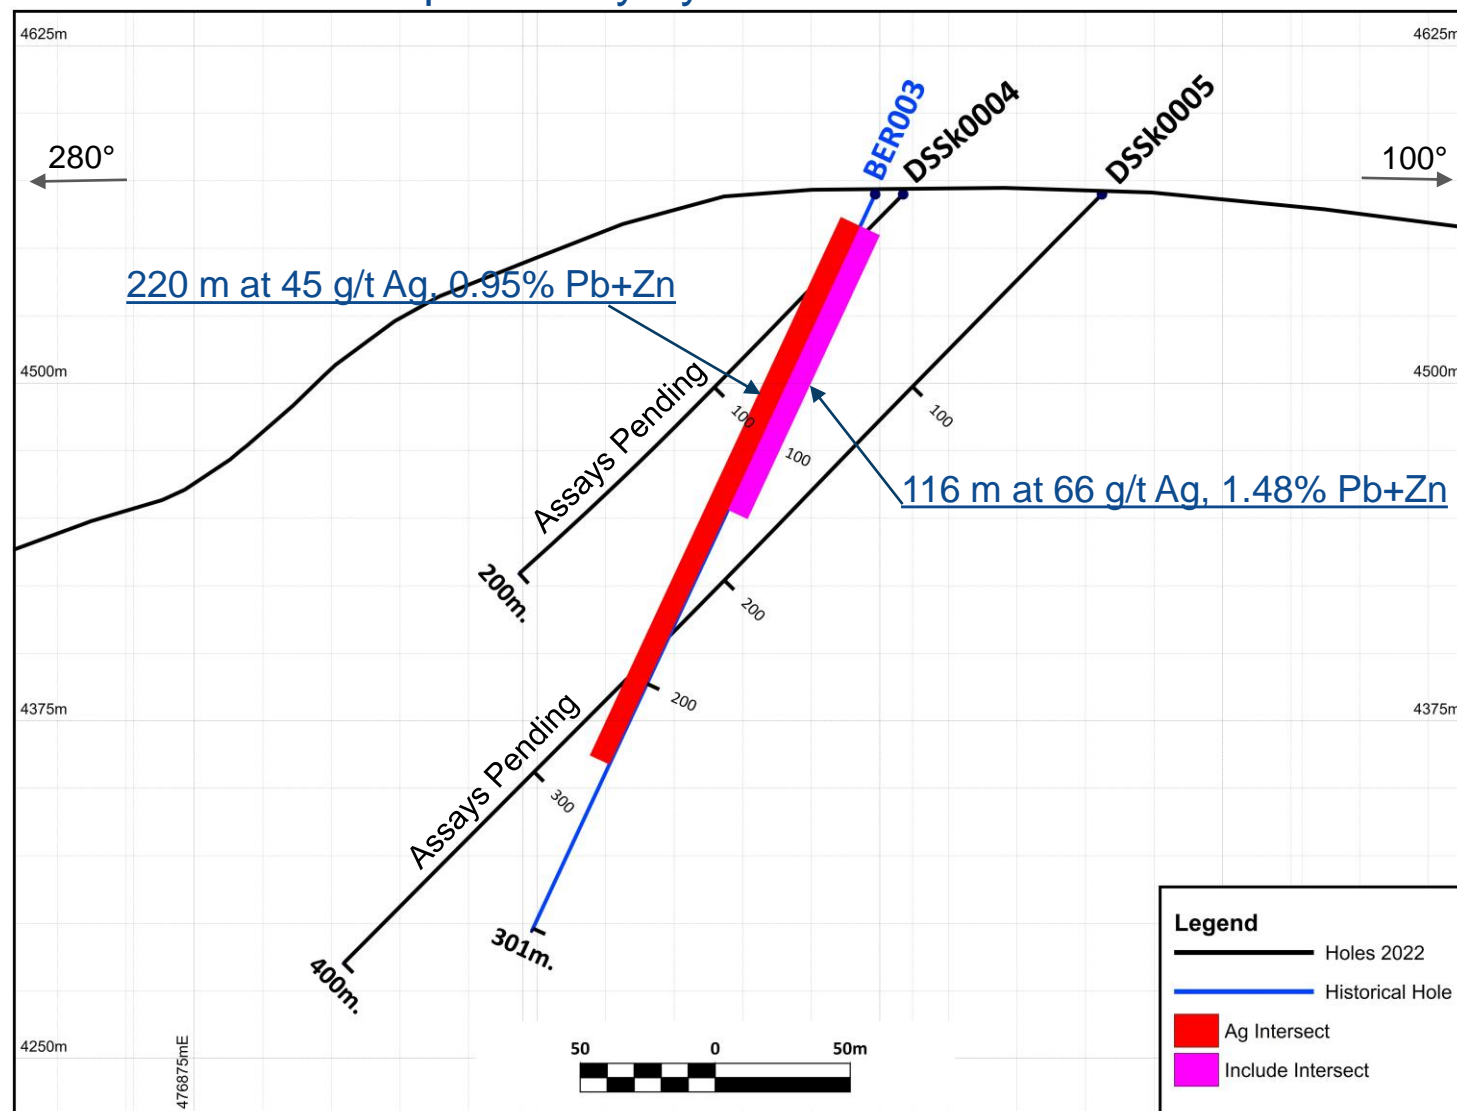 4625m
4625m
BER003
DSSk0004
DSSk0005
280°
100°
220 m at 45 g/t Ag, 0.95% Pb+Zn
4500m
4500m
Assays Pending
100
100
100
116 m at 66 g/t Ag, 1.48% Pb+Zn
200m.
200
200
4375m
4375m
Assays Pending
300
301m.
400m.
Legend
Holes 2022
Historical Hole
Ag Intersect
Include Intersect
4250m
476875mE
50
0
50m